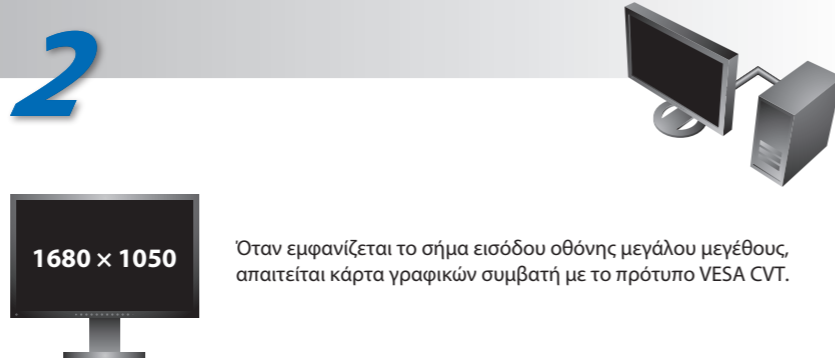 2
1680 × 1050
Όταν εμφανίζεται το σήμα εισόδου οθόνης μεγάλου μεγέθους,
απαιτείται κάρτα γραφικών συμβατή με το πρότυπο VESA CVT.